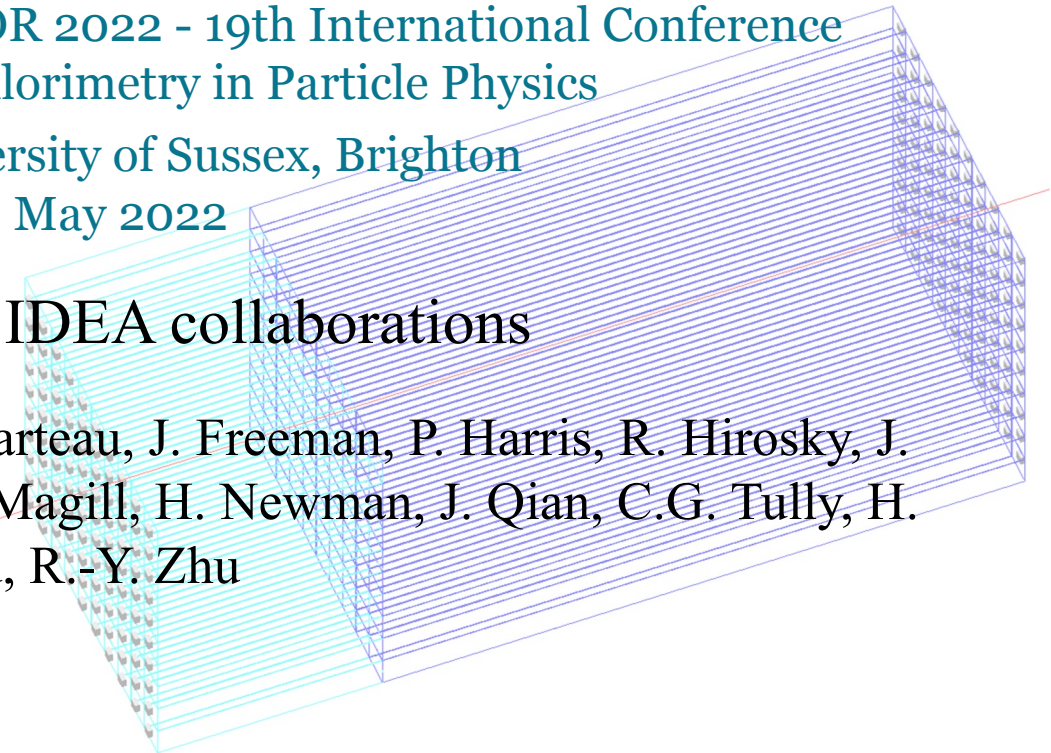 OR 2022 - 19th International Conference
lorimetry in Particle Physics
ersity of Sussex, Brighton
May 2022
IDEA collaborations
arteau, J. Freeman, P. Harris, R. Hirosky, J.
Magill, H. Newman, J. Qian, C.G. Tully, H.
, R.-Y. Zhu